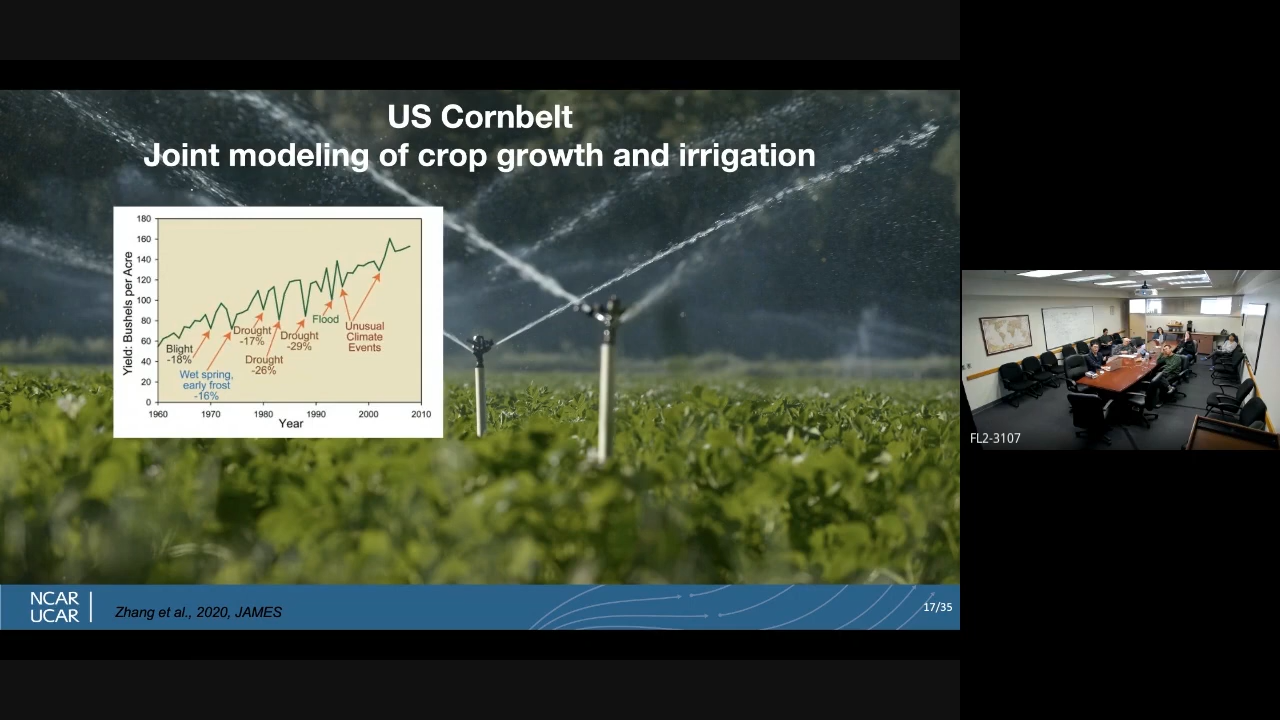 US Cornbelt
Joint modeling of crop growth and irrigation
Yield: Bushels per Acre
180
160
140
120
100
80
60
40
20
0
1960
1970
1980
1990
2000
2010
Year
Blight
-18%
Wet spring,
early frost
-16%
Drought
-17%
Drought
-26%
Drought
-29%
Flood
Unusual
Climate
Events
NCAR
UCAR
Zhang et al., 2020, JAMES
17/35
FL2-3107